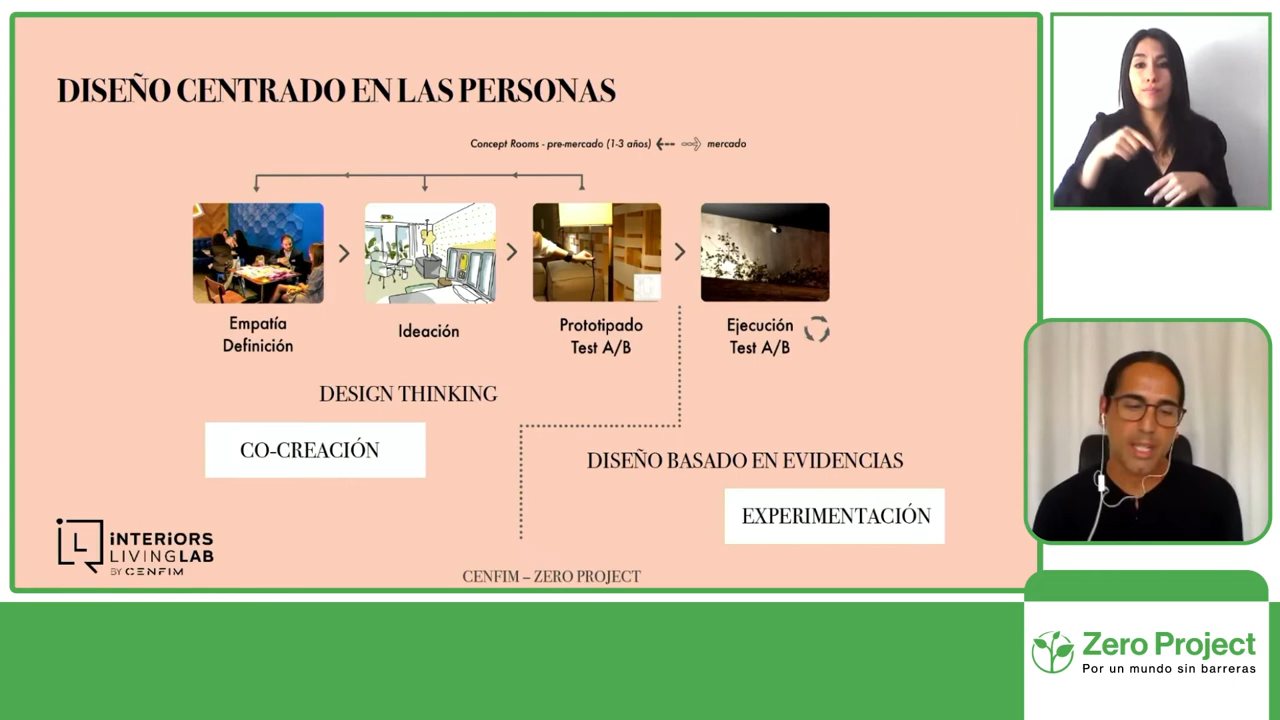 DISEÑO CENTRADO EN LAS PERSONAS
Concept Rooms - pre-mercado (1-3 años) mercado
Empatía
Definición
Ideación
Prototipado
Test A/B
Ejecución
Test A/B
DESIGN THINKING
CO-CREACIÓN
DISEÑO BASADO EN EVIDENCIAS
EXPERIMENTACIÓN
iNTERiORS
LIVINGLAB
BY CENFIM
CENFIM – ZERO PROJECT
Zero Project
Por un mundo sin barreras